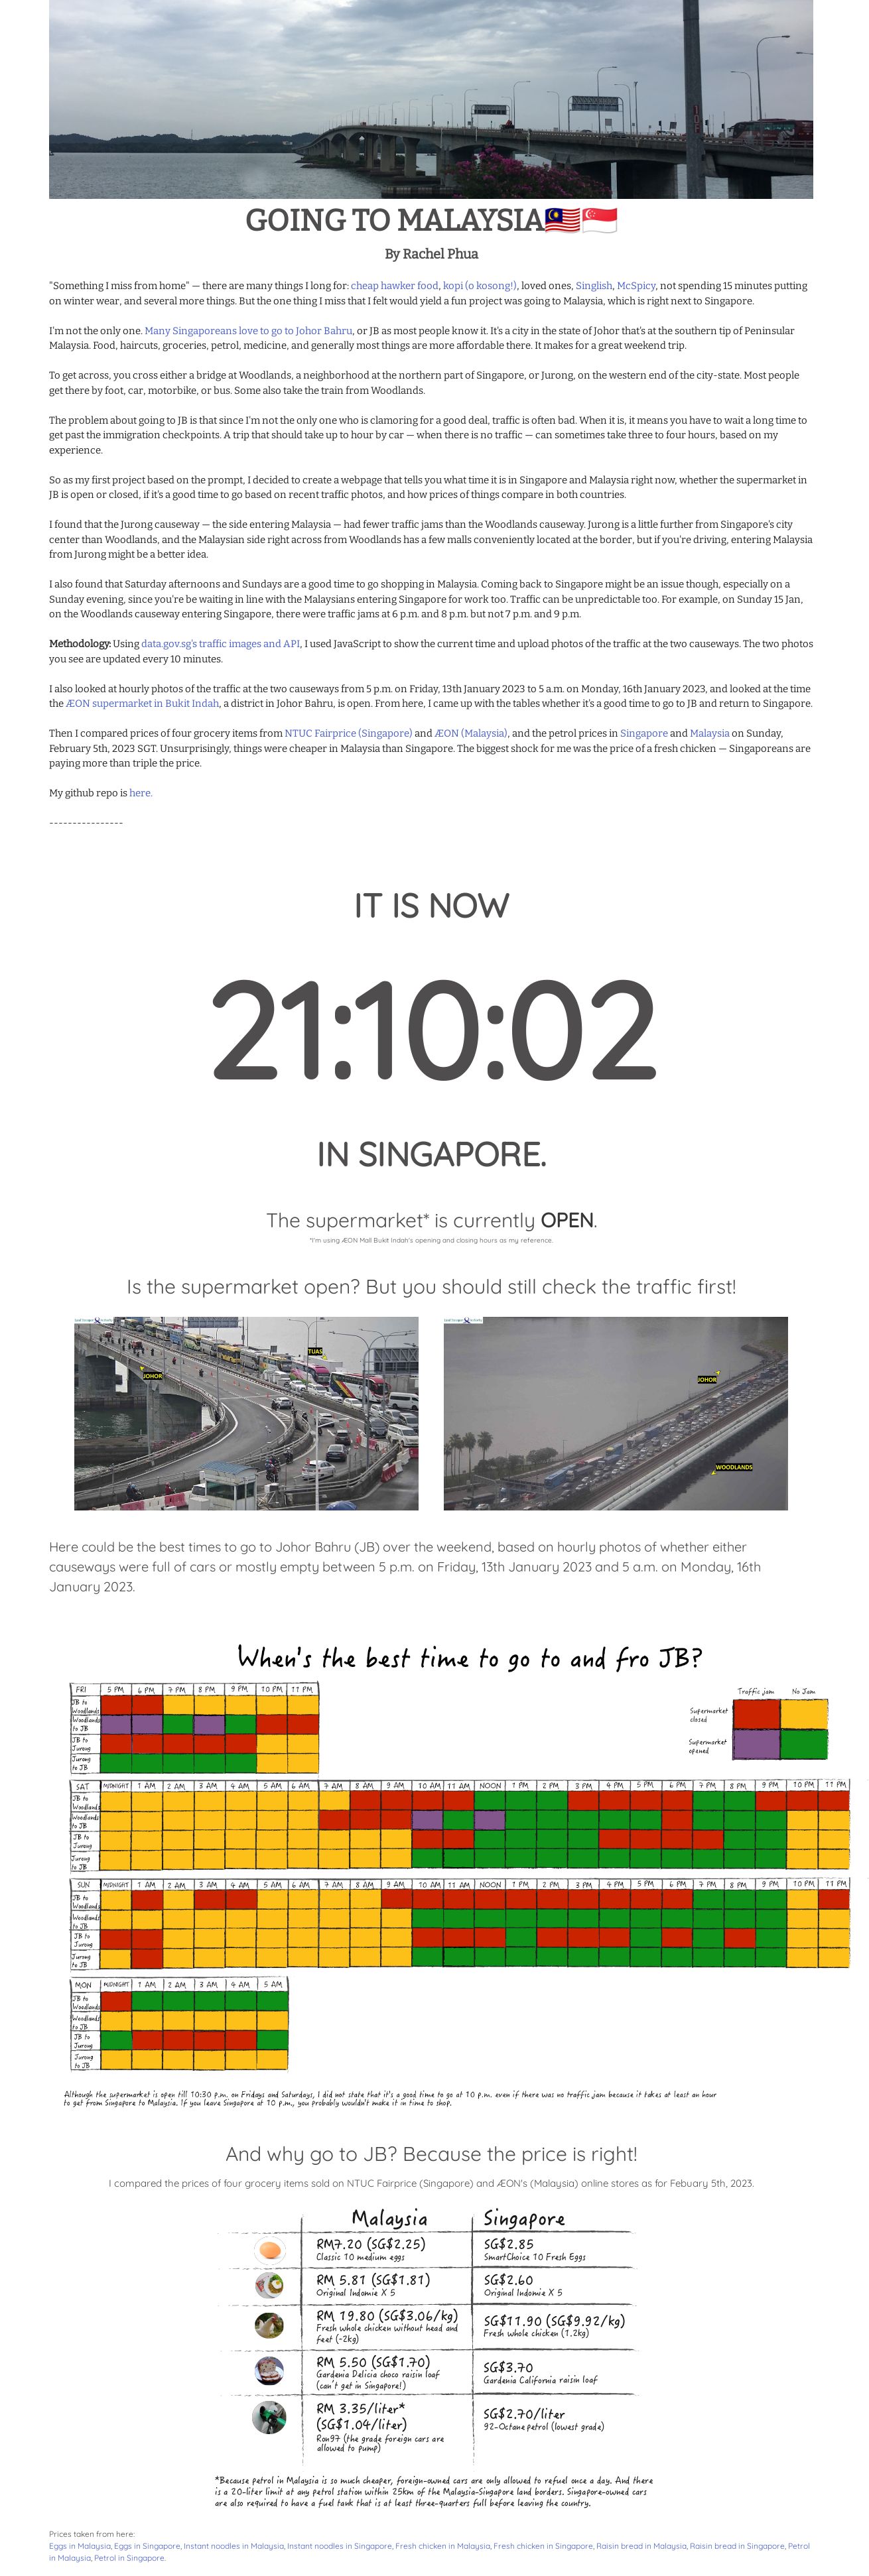 GOING TO MALAYSIA🇲🇾🇸🇬
By Rachel Phua
"Something I miss from home" — there are many things I long for: cheap hawker food, kopi (o kosong!), loved ones, Singlish, McSpicy, not spending 15 minutes putting
on winter wear, and several more things. But the one thing I miss that I felt would yield a fun project was going to Malaysia, which is right next to Singapore.
I'm not the only one. Many Singaporeans love to go to Johor Bahru, or JB as most people know it. It's a city in the state of Johor that's at the southern tip of Peninsular
Malaysia. Food, haircuts, groceries, petrol, medicine, and generally most things are more affordable there. It makes for a great weekend trip.
To get across, you cross either a bridge at Woodlands, a neighborhood at the northern part of Singapore, or Jurong, on the western end of the city-state. Most people
get there by foot, car, motorbike, or bus. Some also take the train from Woodlands.
The problem about going to JB is that since I'm not the only one who is clamoring for a good deal, traffic is often bad. When it is, it means you have to wait a long time to
get past the immigration checkpoints. A trip that should take up to hour by car — when there is no traffic — can sometimes take three to four hours, based on my
experience.
So as my first project based on the prompt, I decided to create a webpage that tells you what time it is in Singapore and Malaysia right now, whether the supermarket in
JB is open or closed, if it's a good time to go based on recent traffic photos, and how prices of things compare in both countries.
I found that the Jurong causeway — the side entering Malaysia — had fewer traffic jams than the Woodlands causeway. Jurong is a little further from Singapore's city
center than Woodlands, and the Malaysian side right across from Woodlands has a few malls conveniently located at the border, but if you're driving, entering Malaysia
from Jurong might be a better idea.
I also found that Saturday afternoons and Sundays are a good time to go shopping in Malaysia. Coming back to Singapore might be an issue though, especially on a
Sunday evening, since you're be waiting in line with the Malaysians entering Singapore for work too. Traffic can be unpredictable too. For example, on Sunday 15 Jan,
on the Woodlands causeway entering Singapore, there were traffic jams at 6 p.m. and 8 p.m. but not 7 p.m. and 9 p.m.
Methodology: Using data.gov.sg's traffic images and API, I used JavaScript to show the current time and upload photos of the traffic at the two causeways. The two photos
you see are updated every 10 minutes.
I also looked at hourly photos of the traffic at the two causeways from 5 p.m. on Friday, 13th January 2023 to 5 a.m. on Monday, 16th January 2023, and looked at the time
the ÆON supermarket in Bukit Indah, a district in Johor Bahru, is open. From here, I came up with the tables whether it's a good time to go to JB and return to Singapore.
Then I compared prices of four grocery items from NTUC Fairprice (Singapore) and ÆON (Malaysia), and the petrol prices in Singapore and Malaysia on Sunday,
February 5th, 2023 SGT. Unsurprisingly, things were cheaper in Malaysia than Singapore. The biggest shock for me was the price of a fresh chicken — Singaporeans are
paying more than triple the price.
My github repo is here.
----------------
IT IS NOW
21:10:02
IN SINGAPORE.
The supermarket* is currently OPEN.
*I'm using ÆON Mall Bukit Indah's opening and closing hours as my reference.
Is the supermarket open? But you should still check the traffic first!
TUAS
JOHOR
JOHOR
WOODLANDS
Here could be the best times to go to Johor Bahru (JB) over the weekend, based on hourly photos of whether either
causeways were full of cars or mostly empty between 5 p.m. on Friday, 13th January 2023 and 5 a.m. on Monday, 16th
January 2023.
When's the best time to go to and fro JB?
Traffic jam No Jam
Supermarket
closed
Supermarket
opened
FRI 5 PM 6 PM 7 PM 8 PM 9 PM 10 PM 11 PM
JB to
Woodlands
Woodlands
to JB
JB to
Jurong
Jurong
to JB
SAT MIDNIGHT 1 AM 2 AM 3 AM 4 AM 5 AM 6 AM 7 AM 8 AM 9 AM 10 AM 11 AM NOON 1 PM 2 PM 3 PM 4 PM 5 PM 6 PM 7 PM 8 PM 9 PM 10 PM 11 PM
JB to
Woodlands
Woodlands
to JB
JB to
Jurong
Jurong
to JB
SUN MIDNIGHT 1 AM 2 AM 3 AM 4 AM 5 AM 6 AM 7 AM 8 AM 9 AM 10 AM 11 AM NOON 1 PM 2 PM 3 PM 4 PM 5 PM 6 PM 7 PM 8 PM 9 PM 10 PM 11 PM
JB to
Woodlands
Woodlands
to JB
JB to
Jurong
Jurong
to JB
MON MIDNIGHT 1 AM 2 AM 3 AM 4 AM 5 AM
JB to
Woodlands
Woodlands
to JB
JB to
Jurong
Jurong
to JB
Although the supermarket is open till 10:30 p.m. on Fridays and Saturdays, I did not state that it's a good time to go at 10 p.m. even if there was no traffic jam because it takes at least an hour
to get from Singapore to Malaysia. If you leave Singapore at 10 p.m., you probably wouldn't make it in time to shop.
And why go to JB? Because the price is right!
I compared the prices of four grocery items sold on NTUC Fairprice (Singapore) and ÆON's (Malaysia) online stores as for Febuary 5th, 2023.
Malaysia Singapore
RM7.20 (SG$2.25)
Classic 10 medium eggs
SG$2.85
SmartChoice 10 Fresh Eggs
RM 5.81 (SG$1.81)
Original Indomie X 5
SG$2.60
Original Indomie X 5
RM 19.80 (SG$3.06/kg)
Fresh whole chicken without head and
feet (~2kg)
SG$11.90 (SG$9.92/kg)
Fresh whole chicken (1.2kg)
RM 5.50 (SG$1.70)
Gardenia Delicia choco raisin loaf
(can't get in Singapore!)
SG$3.70
Gardenia California raisin loaf
RM 3.35/liter*
(SG$1.04/liter)
Ron97 (the grade foreign cars are
allowed to pump)
SG$2.70/liter
92-Octane petrol (lowest grade)
*Because petrol in Malaysia is so much cheaper, foreign-owned cars are only allowed to refuel once a day. And there
is a 20-liter limit at any petrol station within 25km of the Malaysia-Singapore land borders. Singapore-owned cars
are also required to have a fuel tank that is at least three-quarters full before leaving the country.
Prices taken from here:
Eggs in Malaysia, Eggs in Singapore, Instant noodles in Malaysia, Instant noodles in Singapore, Fresh chicken in Malaysia, Fresh chicken in Singapore, Raisin bread in Malaysia, Raisin bread in Singapore, Petrol
in Malaysia, Petrol in Singapore.